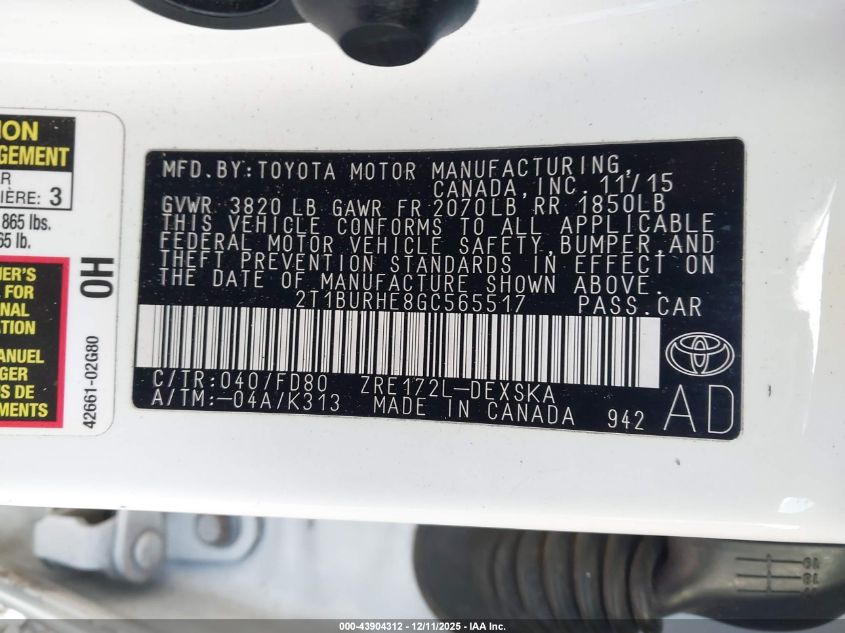 MFD.BY:TOYOTA MOTOR MANUFACTURING,
CANADA,INC. 11/15
GVWR 3820 LB GAWR FR 2070LB RR 1850LB
THIS VEHICLE CONFORMS TO ALL APPLICABLE
FEDERAL MOTOR VEHICLE SAFETY, BUMPER, AND
THEFT PREVENTION STANDARDS IN EFFECT ON
THE DATE OF MANUFACTURE SHOWN ABOVE.
2T1BURHE8GC565517 PASS.CAR
C/TR:040/FD80 ZRE172L-DEXSKA
A/TM:-04A/K313 MADE IN CANADA 942
AD
ION
GEMENT
AR
IÈRE: 3
865 lbs.
65 lb.
NER'S
FOR
ONAL
ATION
MANUEL
GER
S DE
MENTS
OH
42661-02G80
000-43904312 - 12/11/2025 - IAA Inc.